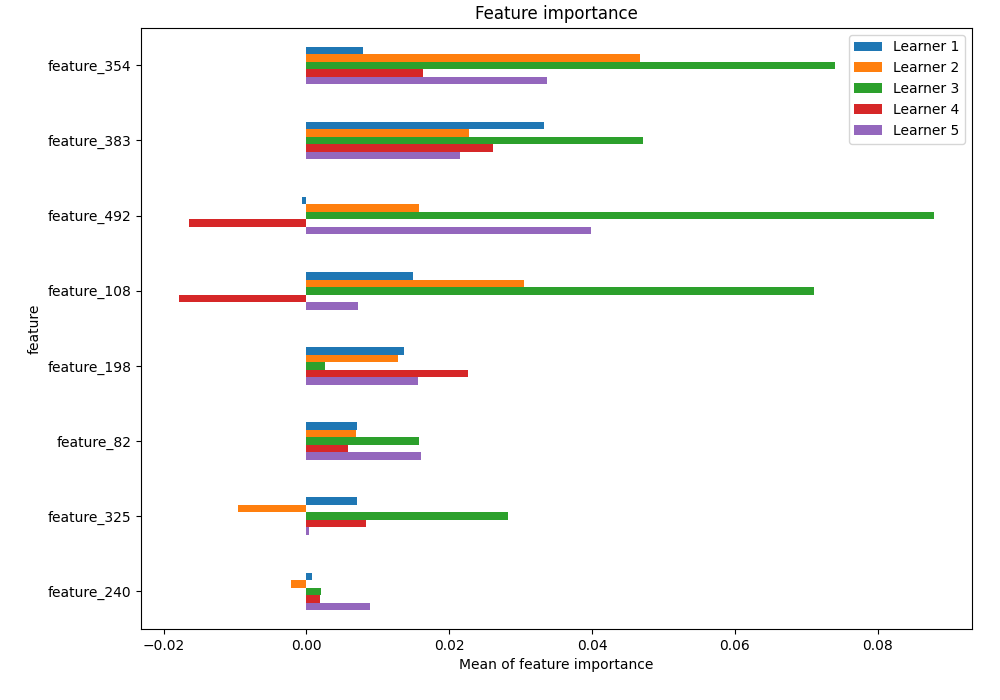 Feature importance
Learner 1
Learner 2
Learner 3
Learner 4
Learner 5
feature_354
feature_383
feature_492
feature_108
feature_198
feature_82
feature_325
feature_240
feature
−0.02 0.00 0.02 0.04 0.06 0.08
Mean of feature importance